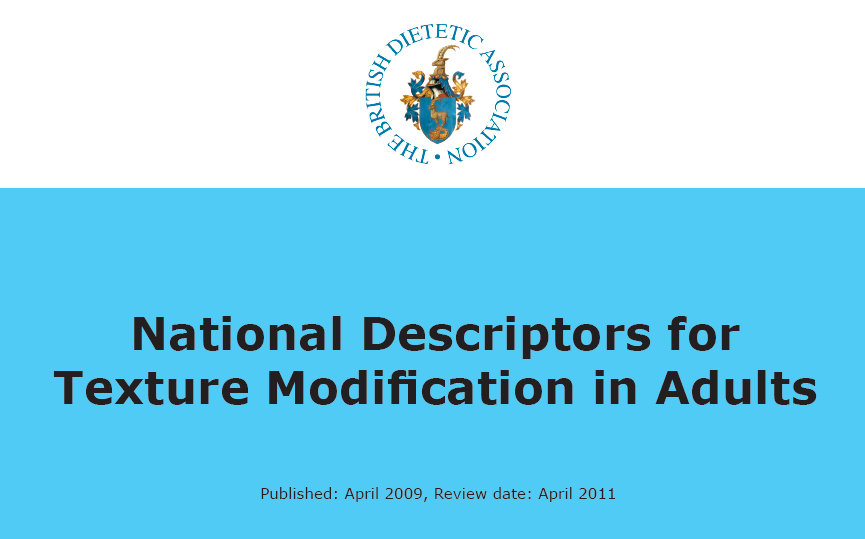 THE BRITISH DIETETIC ASSOCIATION •
National Descriptors for
Texture Modification in Adults
Published: April 2009, Review date: April 2011